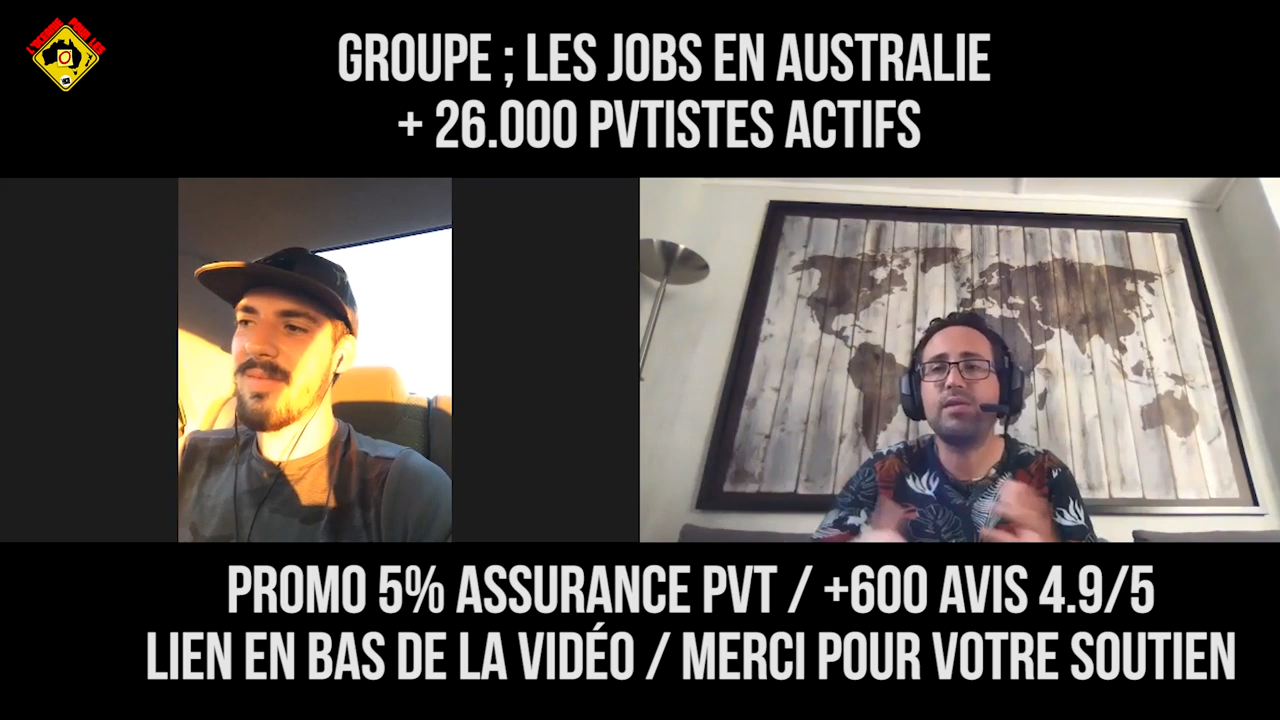 GROUPE ; LES JOBS EN AUSTRALIE
+ 26.000 PVTISTES ACTIFS
PROMO 5% ASSURANCE PVT / +600 AVIS 4.9/5
LIEN EN BAS DE LA VIDÉO / MERCI POUR VOTRE SOUTIEN